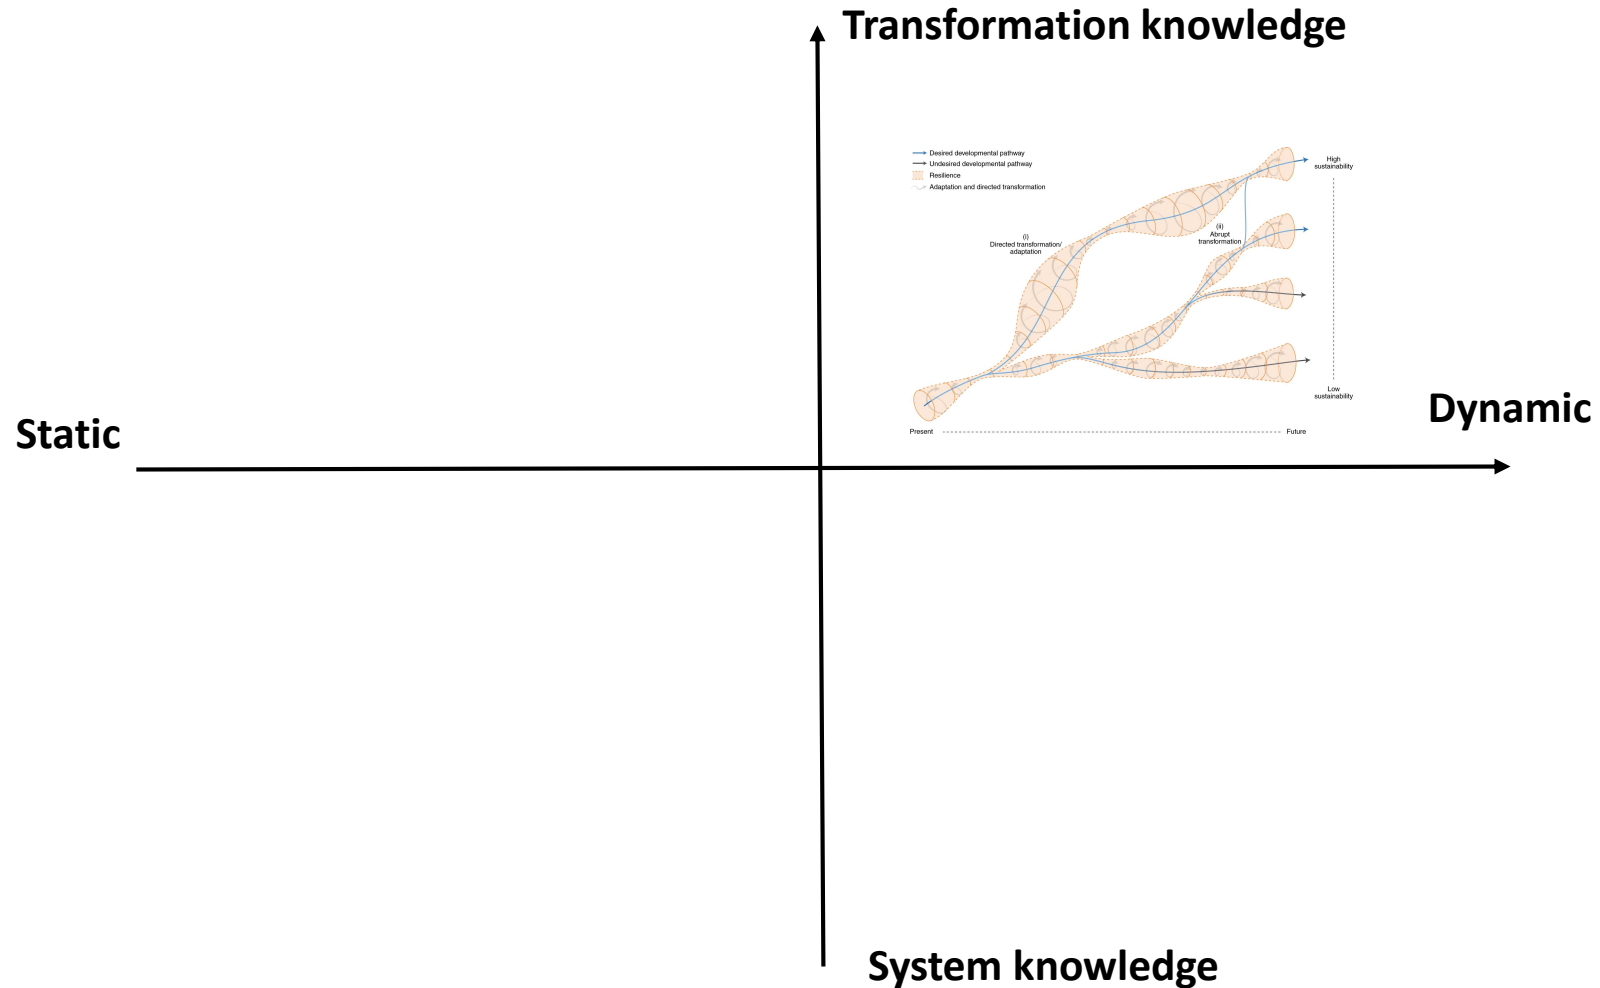 Transformation knowledge
Desired developmental pathway
Undesired developmental pathway
Resilience
Adaptation and directed transformation
High
sustainability
(i)
Directed transformation/
adaptation
(ii)
Abrupt
transformation
Low
sustainability
Present
Future
Static
Dynamic
System knowledge